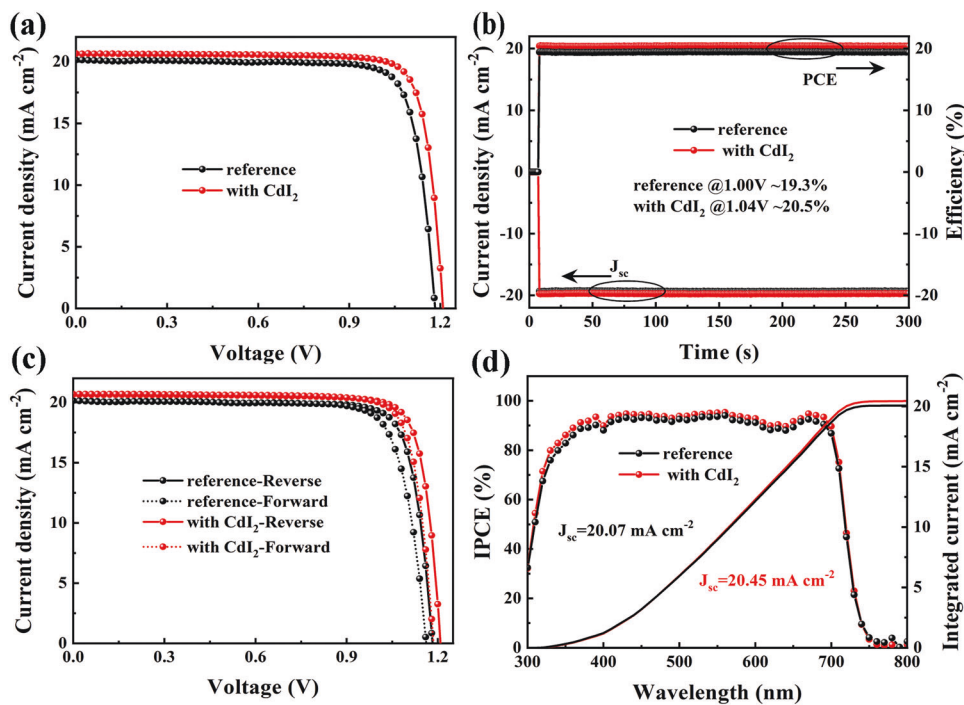 (a)
Current density (mA cm⁻²)
25
20
15
10
5
0
0.0 0.3 0.6 0.9 1.2
Voltage (V)
reference
with CdI₂
(b)
Current density (mA cm⁻²)
20
10
0
-10
-20
7 50 100 150 200 250 300
Time (s)
20
10
0
-10
-20
Efficiency (%)
PCE
reference
with CdI₂
reference @1.00V ~19.3%
with CdI₂ @1.04V ~20.5%
Jsc
(c)
Current density (mA cm⁻²)
25
20
15
10
5
0
0.0 0.3 0.6 0.9 1.2
Voltage (V)
reference-Reverse
reference-Forward
with CdI₂-Reverse
with CdI₂-Forward
(d)
IPCE (%)
100
80
60
40
20
0
300 400 500 600 700 800
Wavelength (nm)
20
15
10
5
0
Integrated current (mA cm⁻²)
reference
with CdI₂
Jsc=20.07 mA cm⁻²
Jsc=20.45 mA cm⁻²